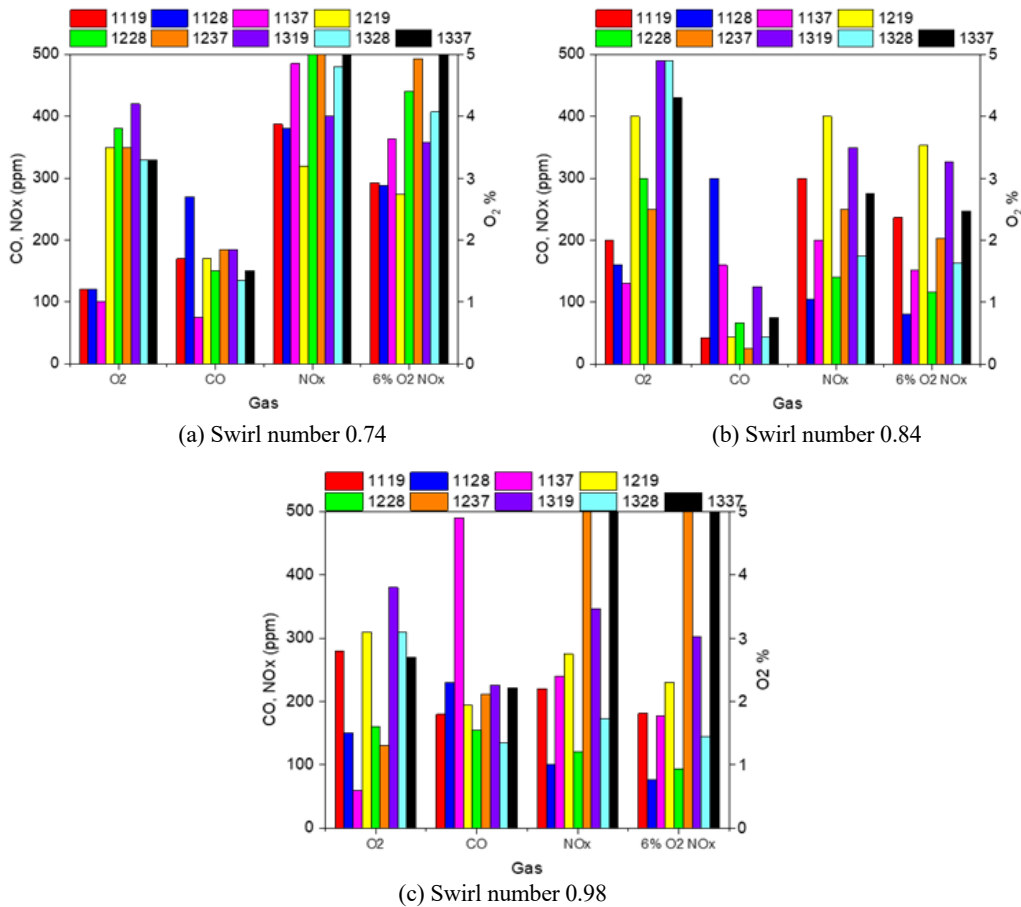 1119 1128 1137 1219
1228 1237 1319 1328 1337
500
400
300
200
100
0
CO, NOx (ppm)
5
4
3
2
1
0
O₂ %
O2 CO NOx 6% O2 NOx
Gas
(a) Swirl number 0.74
1119 1128 1137 1219
1228 1237 1319 1328 1337
500
400
300
200
100
0
CO, NOx (ppm)
5
4
3
2
1
0
O₂ %
O2 CO NOx 6% O2 NOx
Gas
(b) Swirl number 0.84
1119 1128 1137 1219
1228 1237 1319 1328 1337
500
400
300
200
100
0
CO, NOx (ppm)
5
4
3
2
1
0
O2 %
O2 CO NOx 6% O2 NOx
Gas
(c) Swirl number 0.98